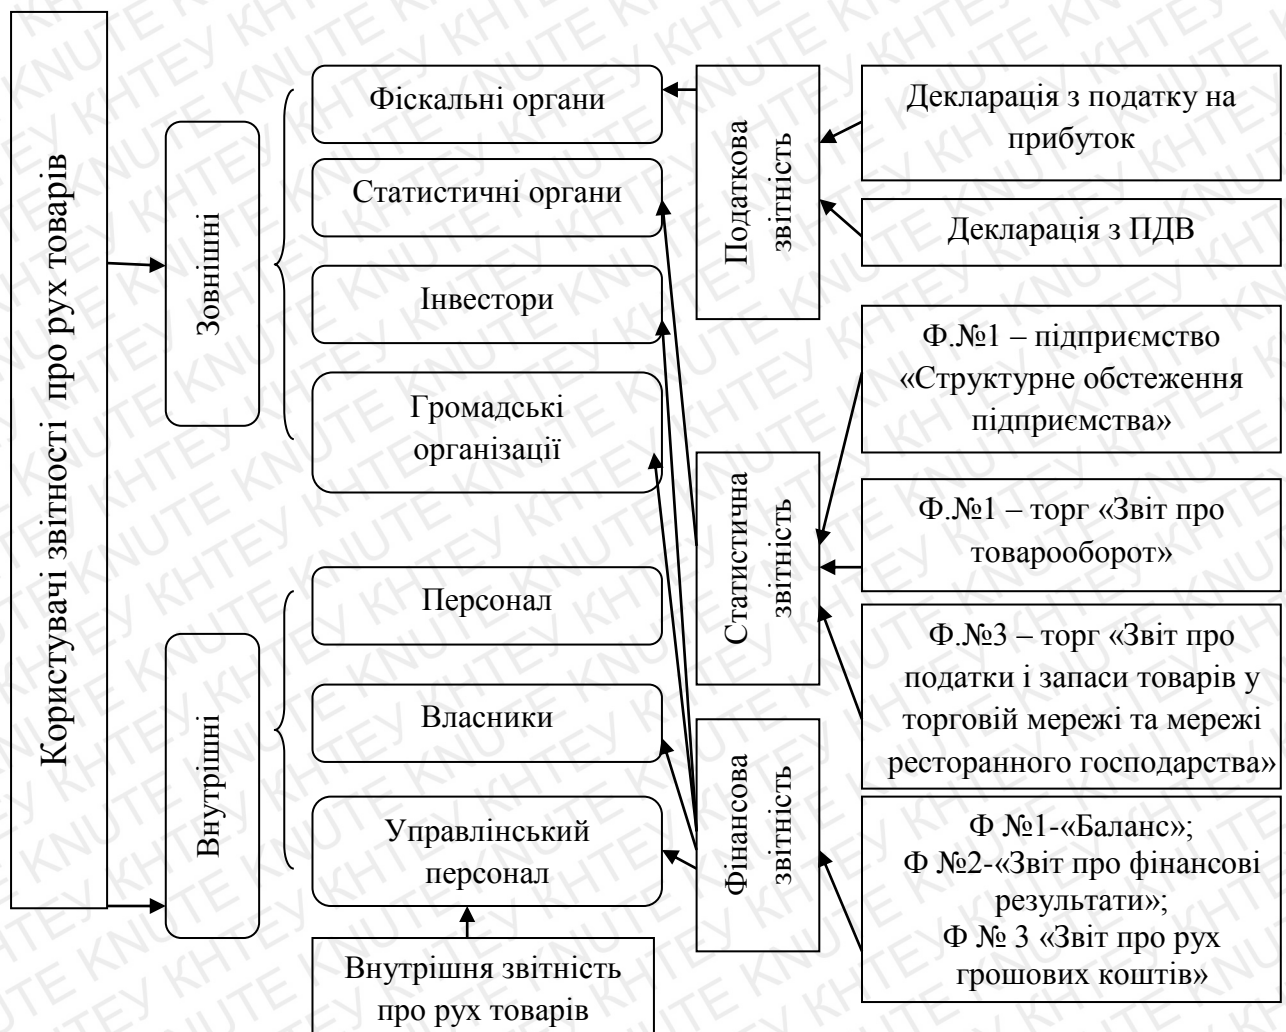 Користувачі звітності про рух товарів
Зовнішні
Фіскальні органи
Статистичні органи
Інвестори
Громадські
організації
Внутрішні
Персонал
Власники
Управлінський
персонал
Внутрішня звітність
про рух товарів
Податкова
звітність
Статистична
звітність
Фінансова
звітність
Декларація з податку на
прибуток
Декларація з ПДВ
Ф.№1 – підприємство
«Структурне обстеження
підприємства»
Ф.№1 – торг «Звіт про
товарооборот»
Ф.№3 – торг «Звіт про
податки і запаси товарів у
торговій мережі та мережі
ресторанного господарства»
Ф №1-«Баланс»;
Ф №2-«Звіт про фінансові
результати»;
Ф № 3 «Звіт про рух
грошових коштів»
КНТЕУ KNUTE